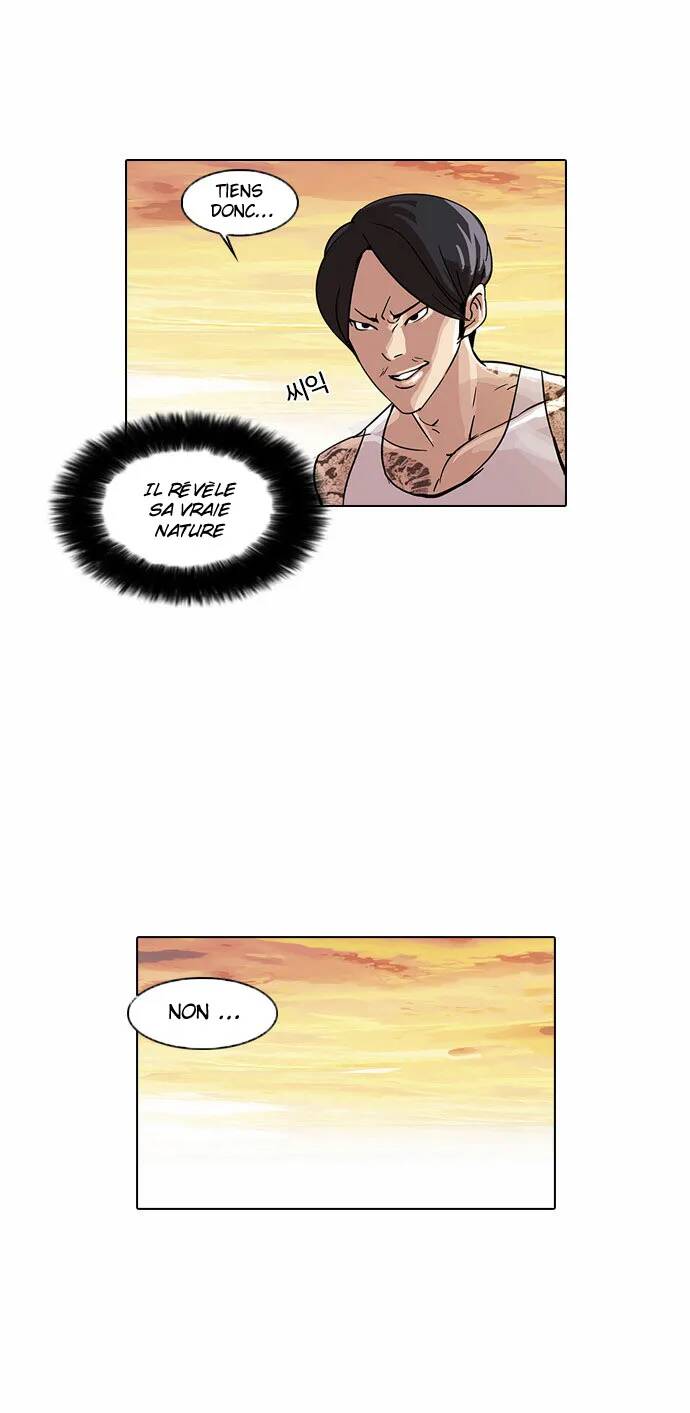 TIENS
DONC...
씨익
IL RÉVÈLE
SA VRAIE
NATURE
NON ...